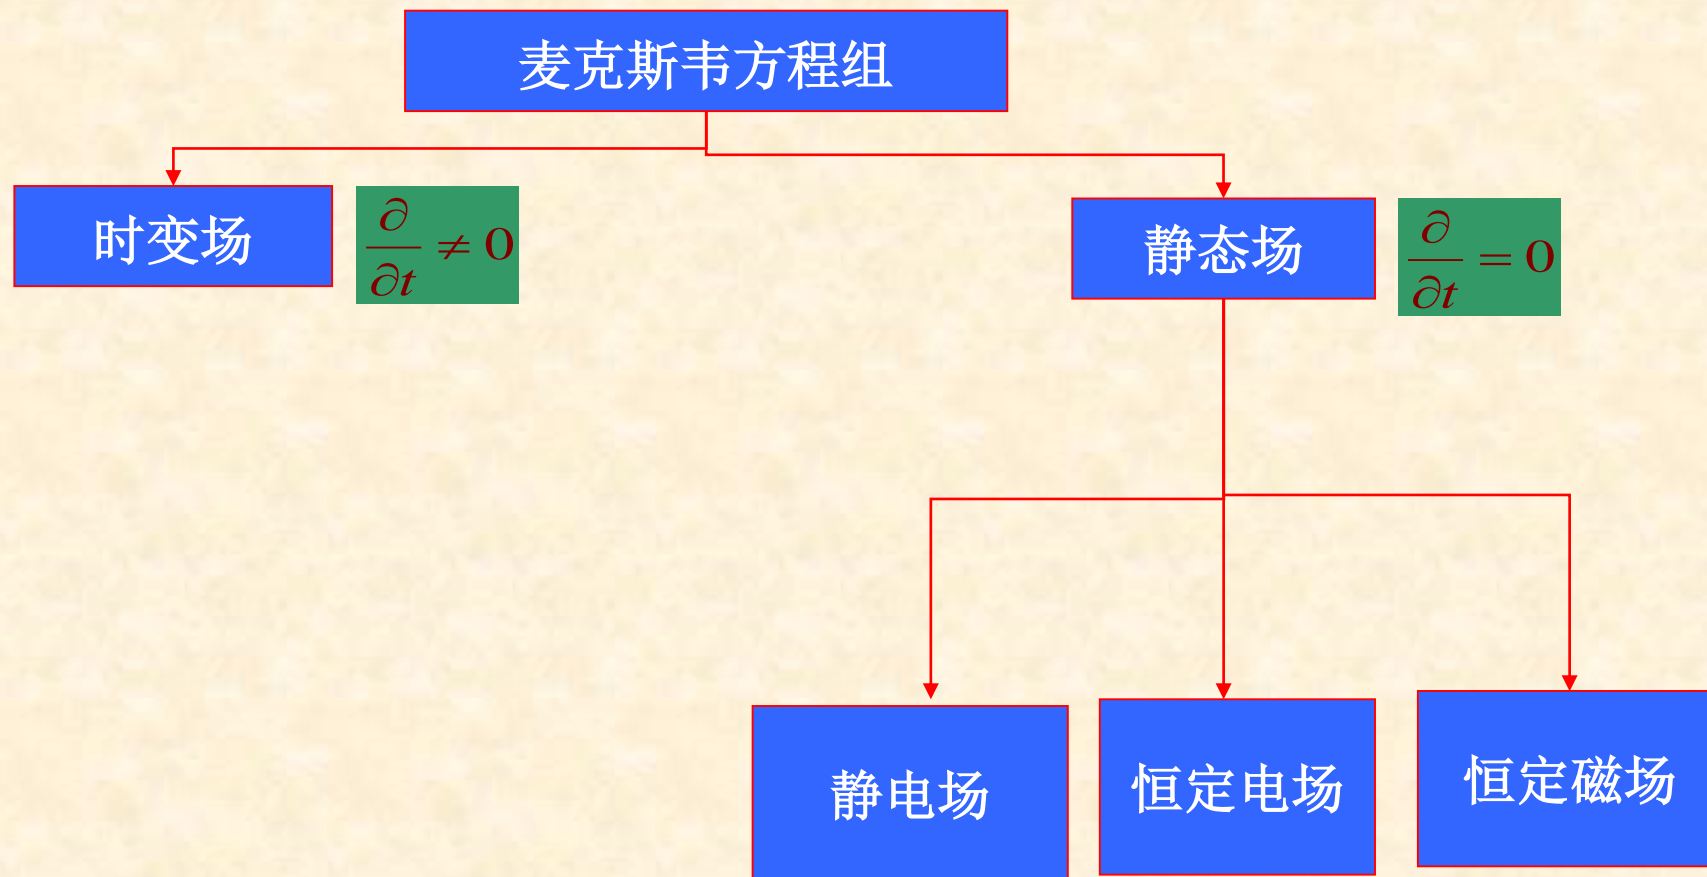 麦克斯韦方程组
时变场
∂/∂t ≠ 0
静态场
∂/∂t = 0
静电场
恒定电场
恒定磁场